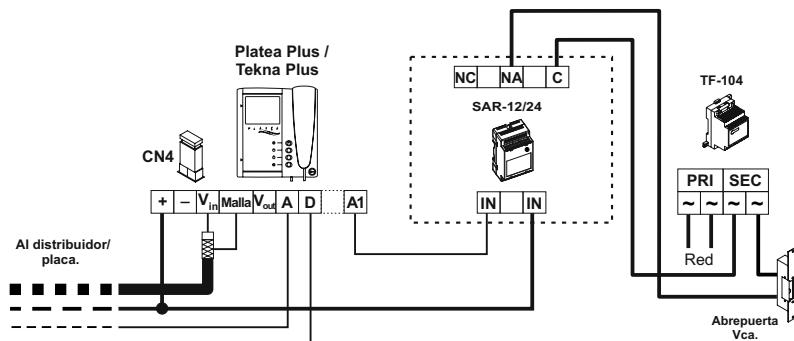 Platea Plus /
Tekna Plus
CN4
PLATEA
+ – Vin Malla Vout A D A1
Al distribuidor/
placa.
NC NA C
SAR-12/24
IN IN
TF-104
PRI SEC
~ ~ ~ ~
Red
Abrepuerta
Vca.